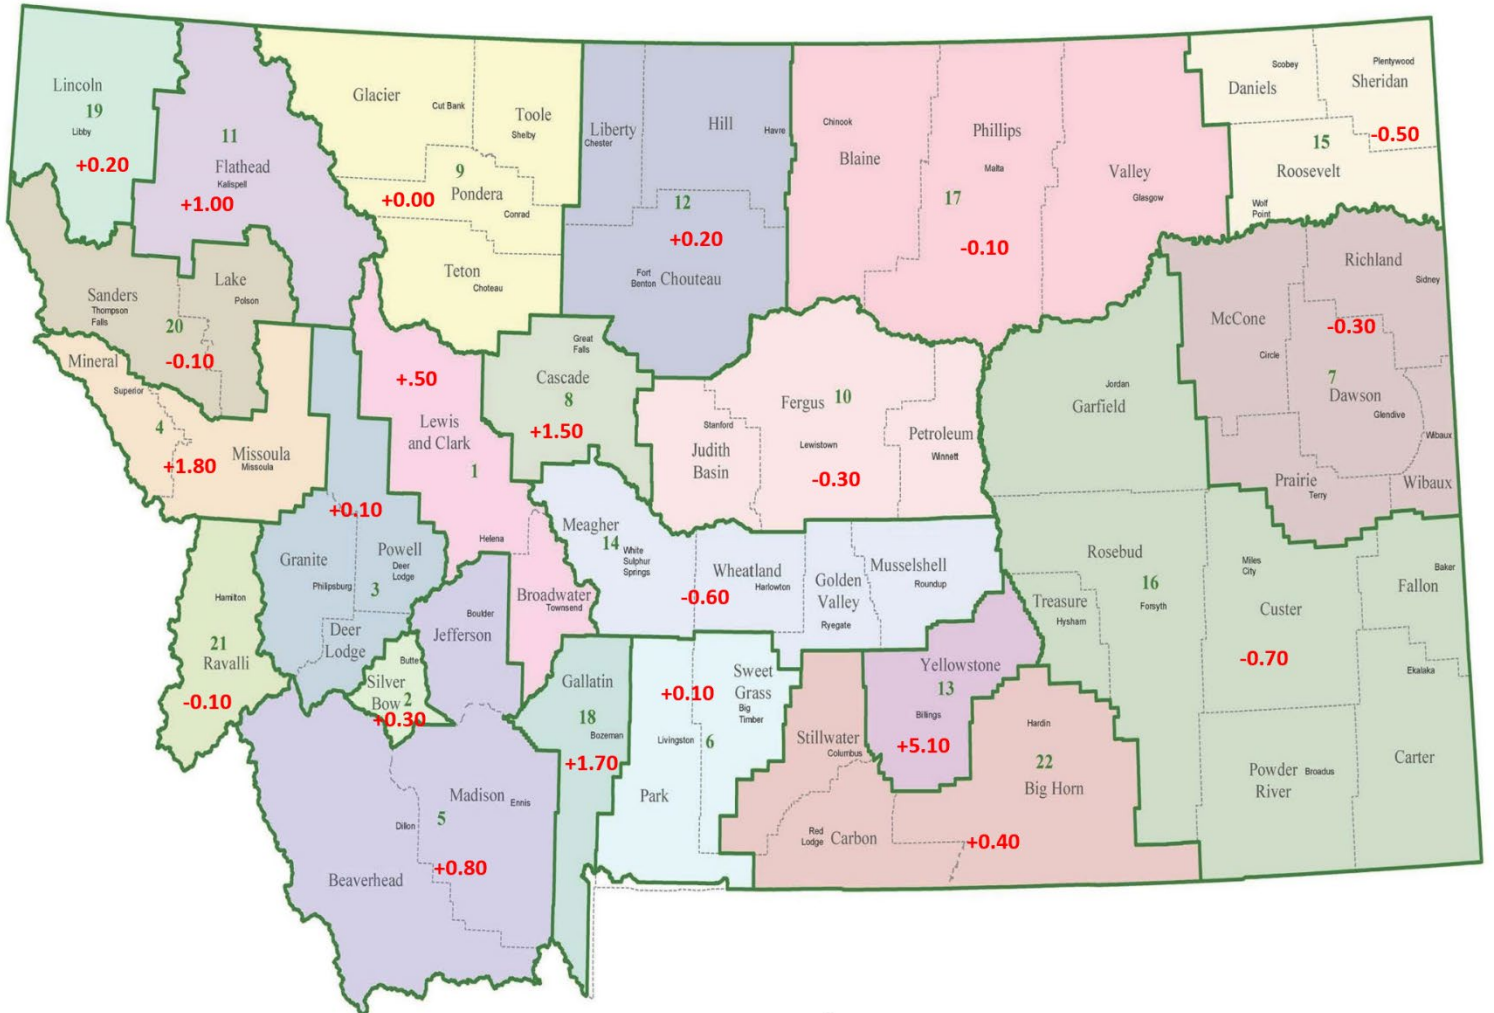 Lincoln
19
Libby
+0.20
11
Flathead
Kalispell
+1.00
Glacier
Cut Bank
Toole
Shelby
9
+0.00
Pondera
Conrad
Teton
Choteau
Liberty
Chester
Hill
Havre
12
+0.20
Fort
Benton
Chouteau
Chinook
Blaine
Phillips
Malta
17
-0.10
Valley
Glasgow
Daniels
Scobey
Plentywood
Sheridan
-0.50
15
Roosevelt
Wolf
Point
Richland
Sidney
McCone
Circle
-0.30
7
Dawson
Glendive
Wibaux
Prairie
Terry
Wibaux
Sanders
Thompson
Falls
Lake
Polson
20
-0.10
Mineral
Superior
4
+1.80
Missoula
Missoula
+.50
Lewis
and Clark
1
Helena
Great
Falls
Cascade
8
+1.50
Stanford
Judith
Basin
Fergus
10
Lewistown
-0.30
Petroleum
Winnett
Jordan
Garfield
+0.10
Granite
Philipsburg
Powell
Deer
Lodge
3
Deer
Lodge
Hamilton
21
Ravalli
-0.10
Boulder
Jefferson
Broadwater
Townsend
Meagher
14
White
Sulphur
Springs
Wheatland
Harlowton
-0.60
Golden
Valley
Ryegate
Musselshell
Roundup
Rosebud
16
Forsyth
Treasure
Hysham
Miles
City
Custer
-0.70
Baker
Fallon
Ekalaka
Butte
Silver
Bow
2
+0.30
Gallatin
18
Bozeman
+1.70
+0.10
Sweet
Grass
Big
Timber
Livingston
6
Park
Yellowstone
13
Billings
+5.10
Stillwater
Columbus
Hardin
22
Big Horn
Red
Lodge
Carbon
+0.40
Powder
River
Broadus
Carter
Madison
Ennis
5
Dillon
+0.80
Beaverhead